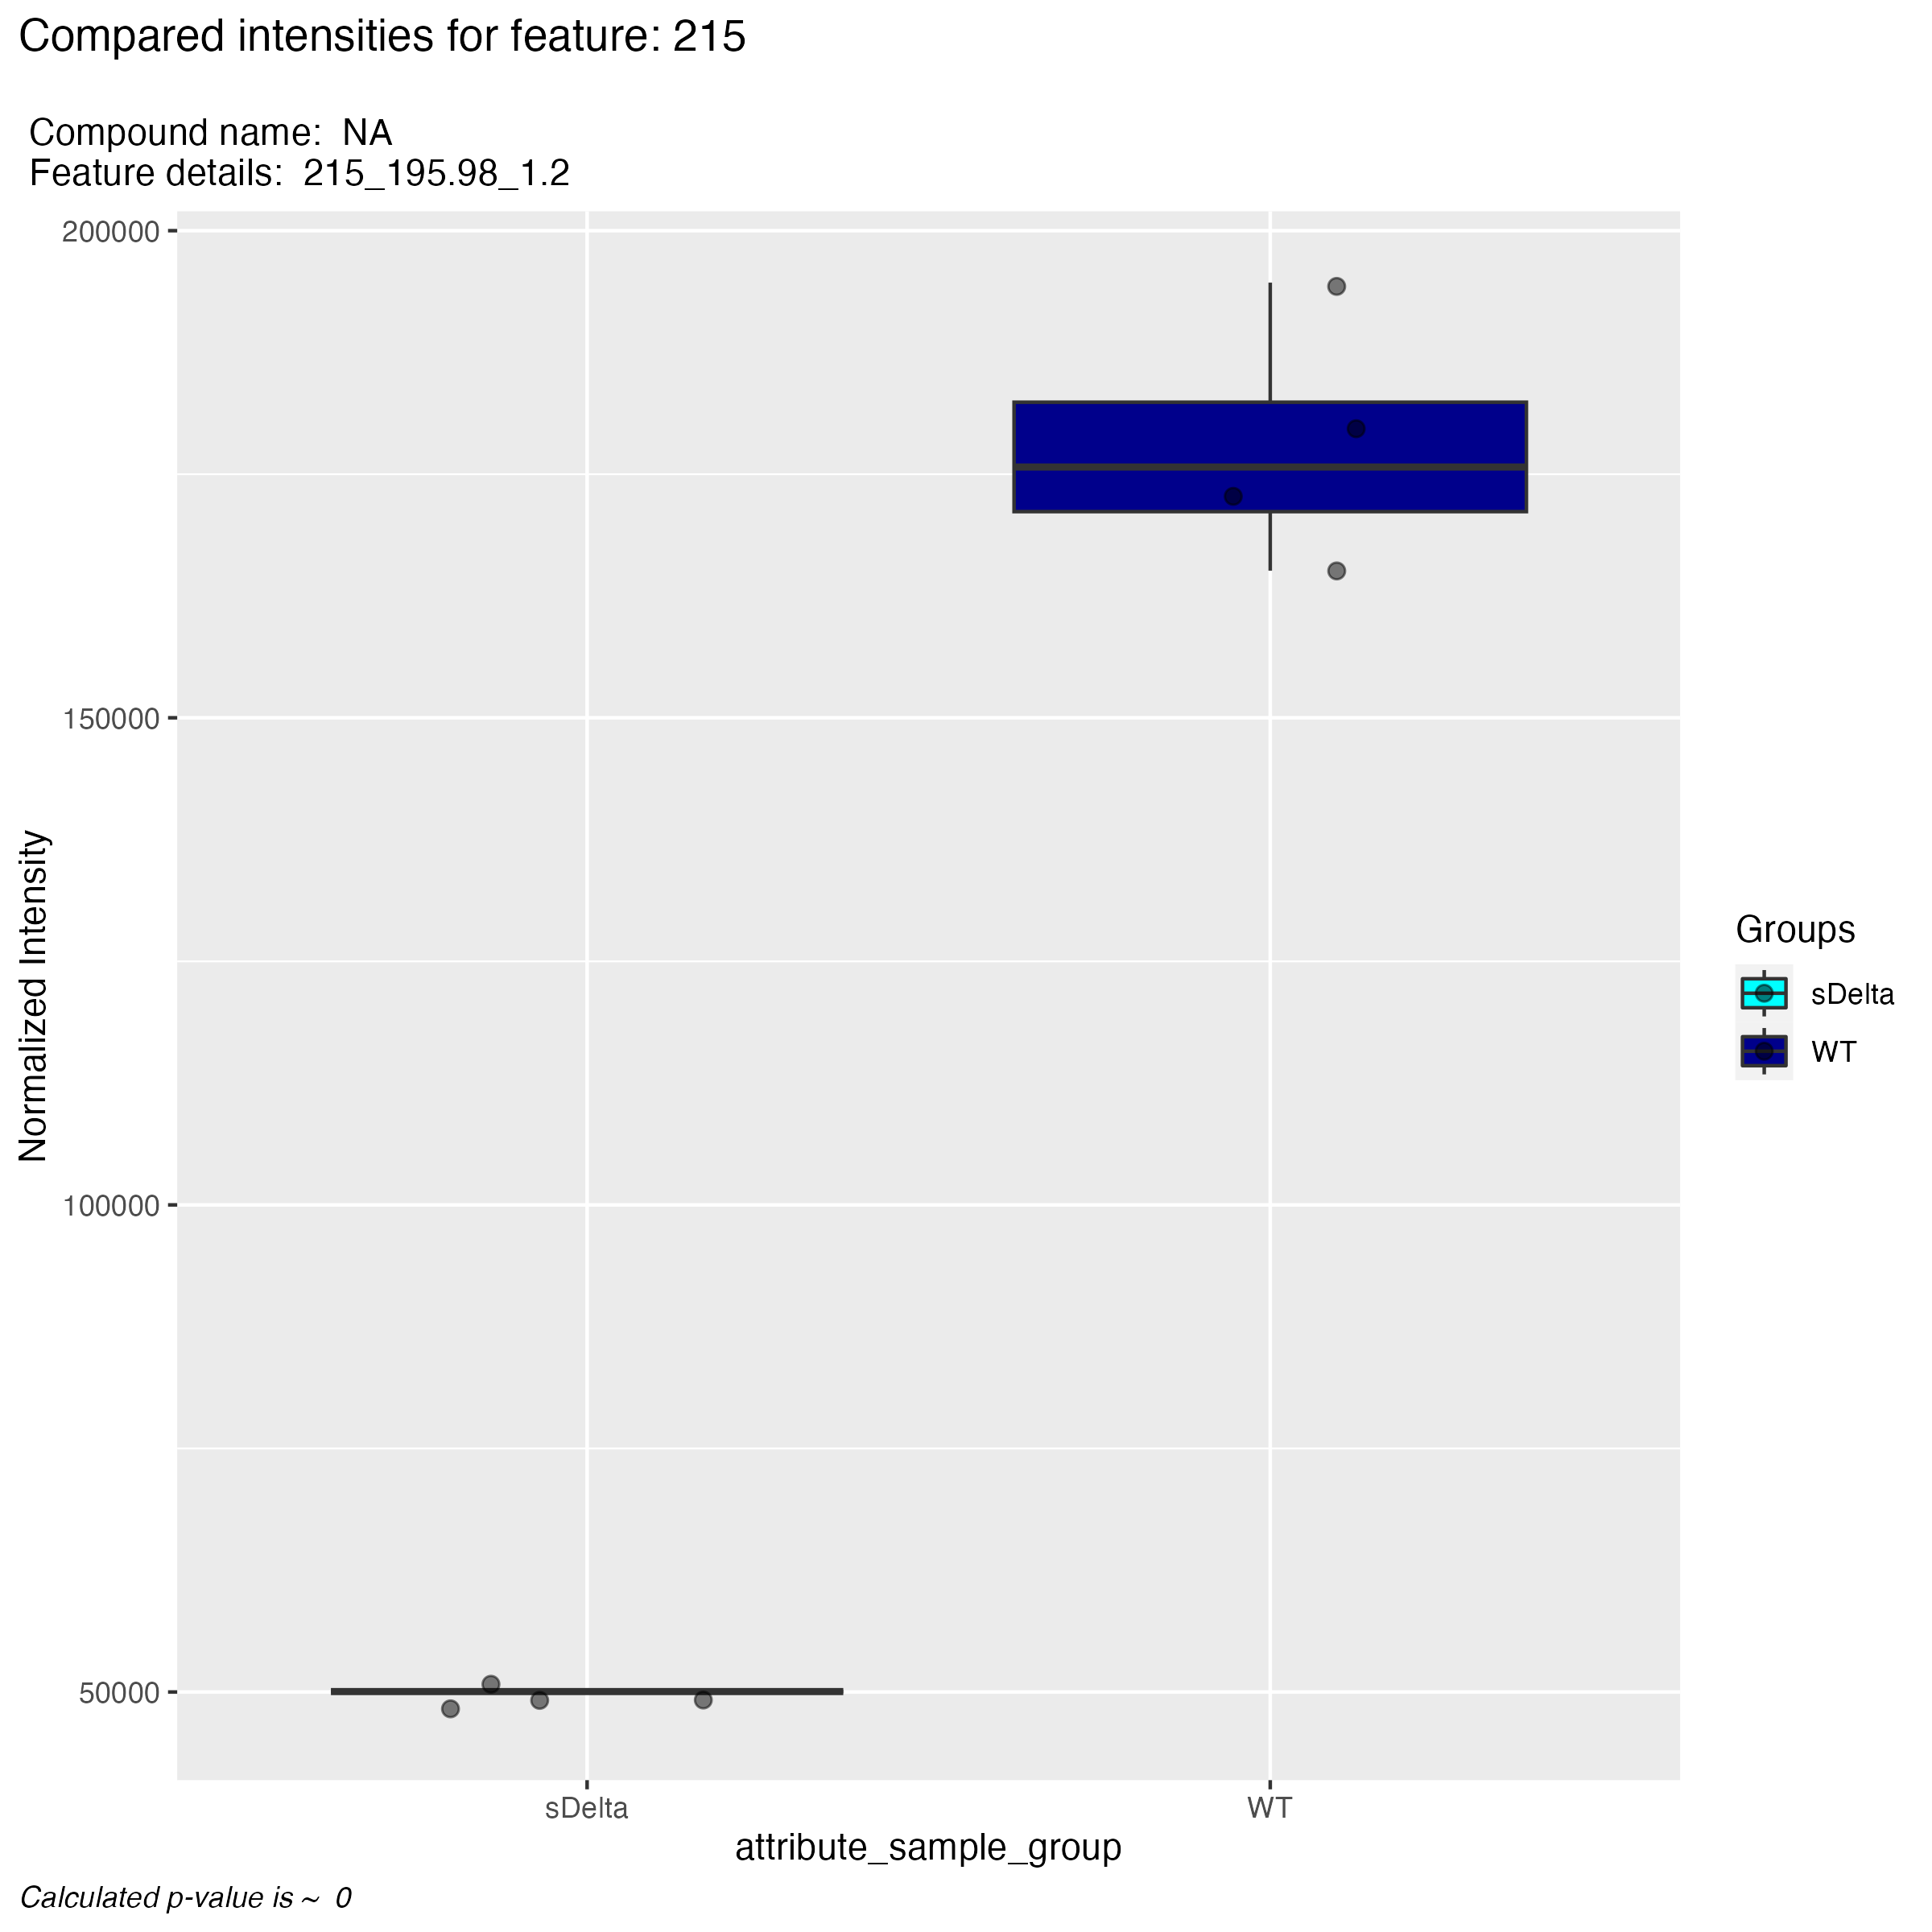 Compared intensities for feature: 215
Compound name:  NA
Feature details:  215_195.98_1.2
200000
150000
100000
50000
Normalized Intensity
sDelta
WT
attribute_sample_group
Groups
sDelta
WT
Calculated p-value is ~  0